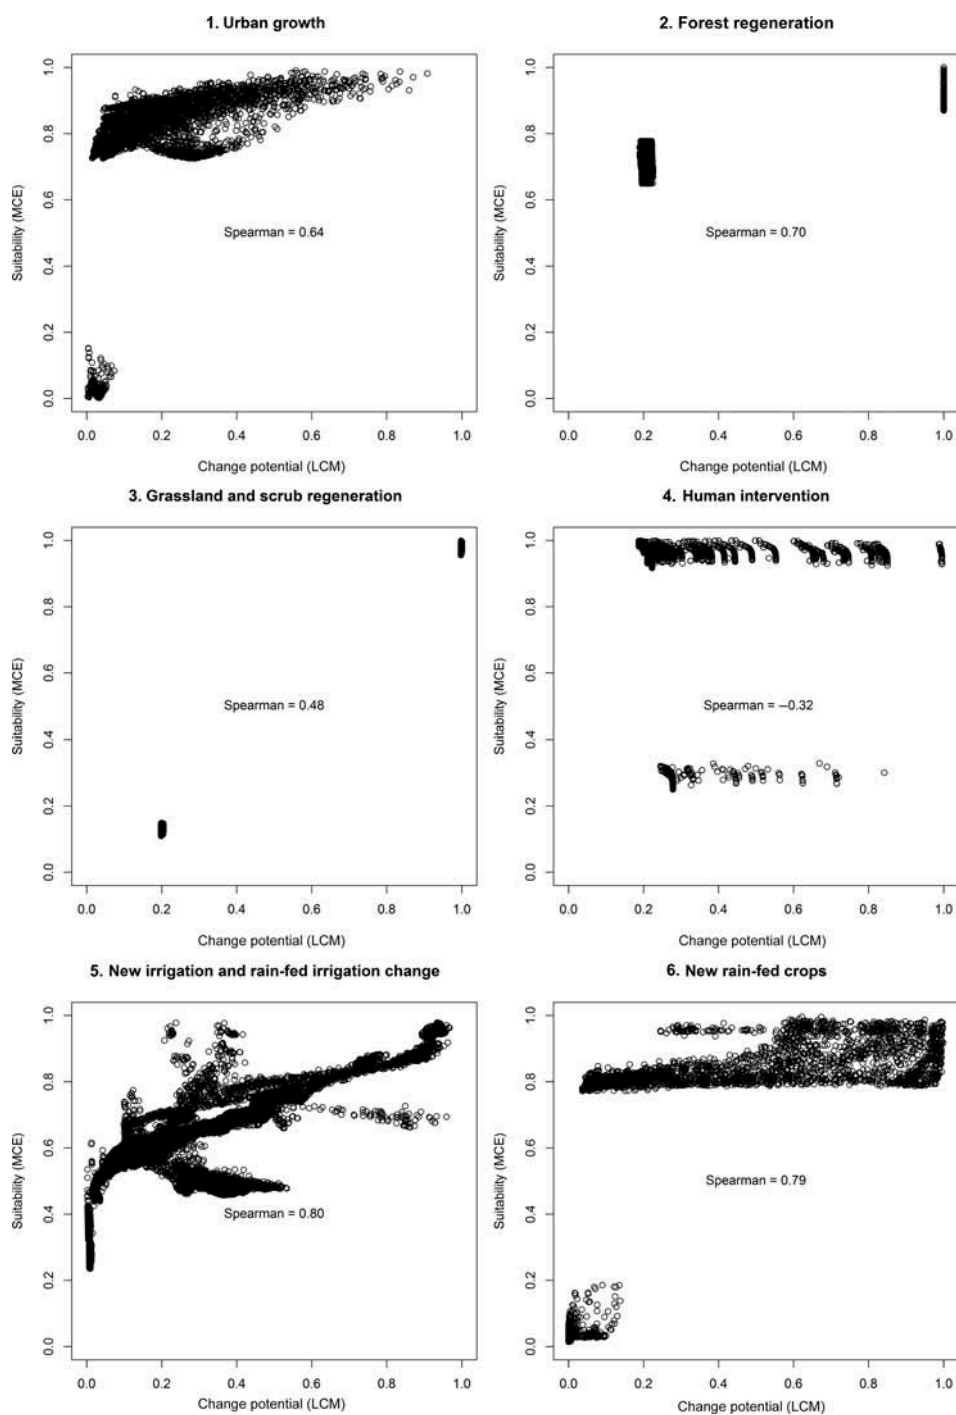 1. Urban growth
Suitability (MCE)
1.0
0.8
0.6
0.4
0.2
0.0
Spearman = 0.64
0.0 0.2 0.4 0.6 0.8 1.0
Change potential (LCM)
2. Forest regeneration
Suitability (MCE)
1.0
0.8
0.6
0.4
0.2
0.0
Spearman = 0.70
0.0 0.2 0.4 0.6 0.8 1.0
Change potential (LCM)
3. Grassland and scrub regeneration
Suitability (MCE)
1.0
0.8
0.6
0.4
0.2
0.0
Spearman = 0.48
0.0 0.2 0.4 0.6 0.8 1.0
Change potential (LCM)
4. Human intervention
Suitability (MCE)
1.0
0.8
0.6
0.4
0.2
0.0
Spearman = –0.32
0.0 0.2 0.4 0.6 0.8 1.0
Change potential (LCM)
5. New irrigation and rain-fed irrigation change
Suitability (MCE)
1.0
0.8
0.6
0.4
0.2
0.0
Spearman = 0.80
0.0 0.2 0.4 0.6 0.8 1.0
Change potential (LCM)
6. New rain-fed crops
Suitability (MCE)
1.0
0.8
0.6
0.4
0.2
0.0
Spearman = 0.79
0.0 0.2 0.4 0.6 0.8 1.0
Change potential (LCM)